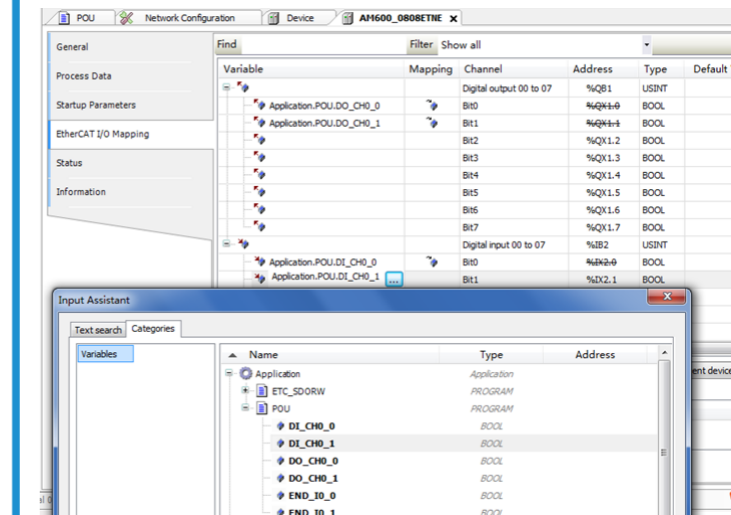 POU Network Configuration Device AM600_0808ETNE x
General
Process Data
Startup Parameters
EtherCAT I/O Mapping
Status
Information
Find Filter Show all
Variable Mapping Channel Address Type Default
Digital output 00 to 07 %QB1 USINT
Application.POU.DO_CH0_0 Bit0 %QX1.0 BOOL
Application.POU.DO_CH0_1 Bit1 %QX1.1 BOOL
Bit2 %QX1.2 BOOL
Bit3 %QX1.3 BOOL
Bit4 %QX1.4 BOOL
Bit5 %QX1.5 BOOL
Bit6 %QX1.6 BOOL
Bit7 %QX1.7 BOOL
Digital input 00 to 07 %IB2 USINT
Application.POU.DI_CH0_0 Bit0 %IX2.0 BOOL
Application.POU.DI_CH0_1 ... Bit1 %IX2.1 BOOL
Input Assistant
Text search Categories
Variables
Name Type Address
Application Application
ETC_SDORW PROGRAM
POU PROGRAM
DI_CH0_0 BOOL
DI_CH0_1 BOOL
DO_CH0_0 BOOL
DO_CH0_1 BOOL
END_I0_0 BOOL
END_I0_1 BOOL
ent device